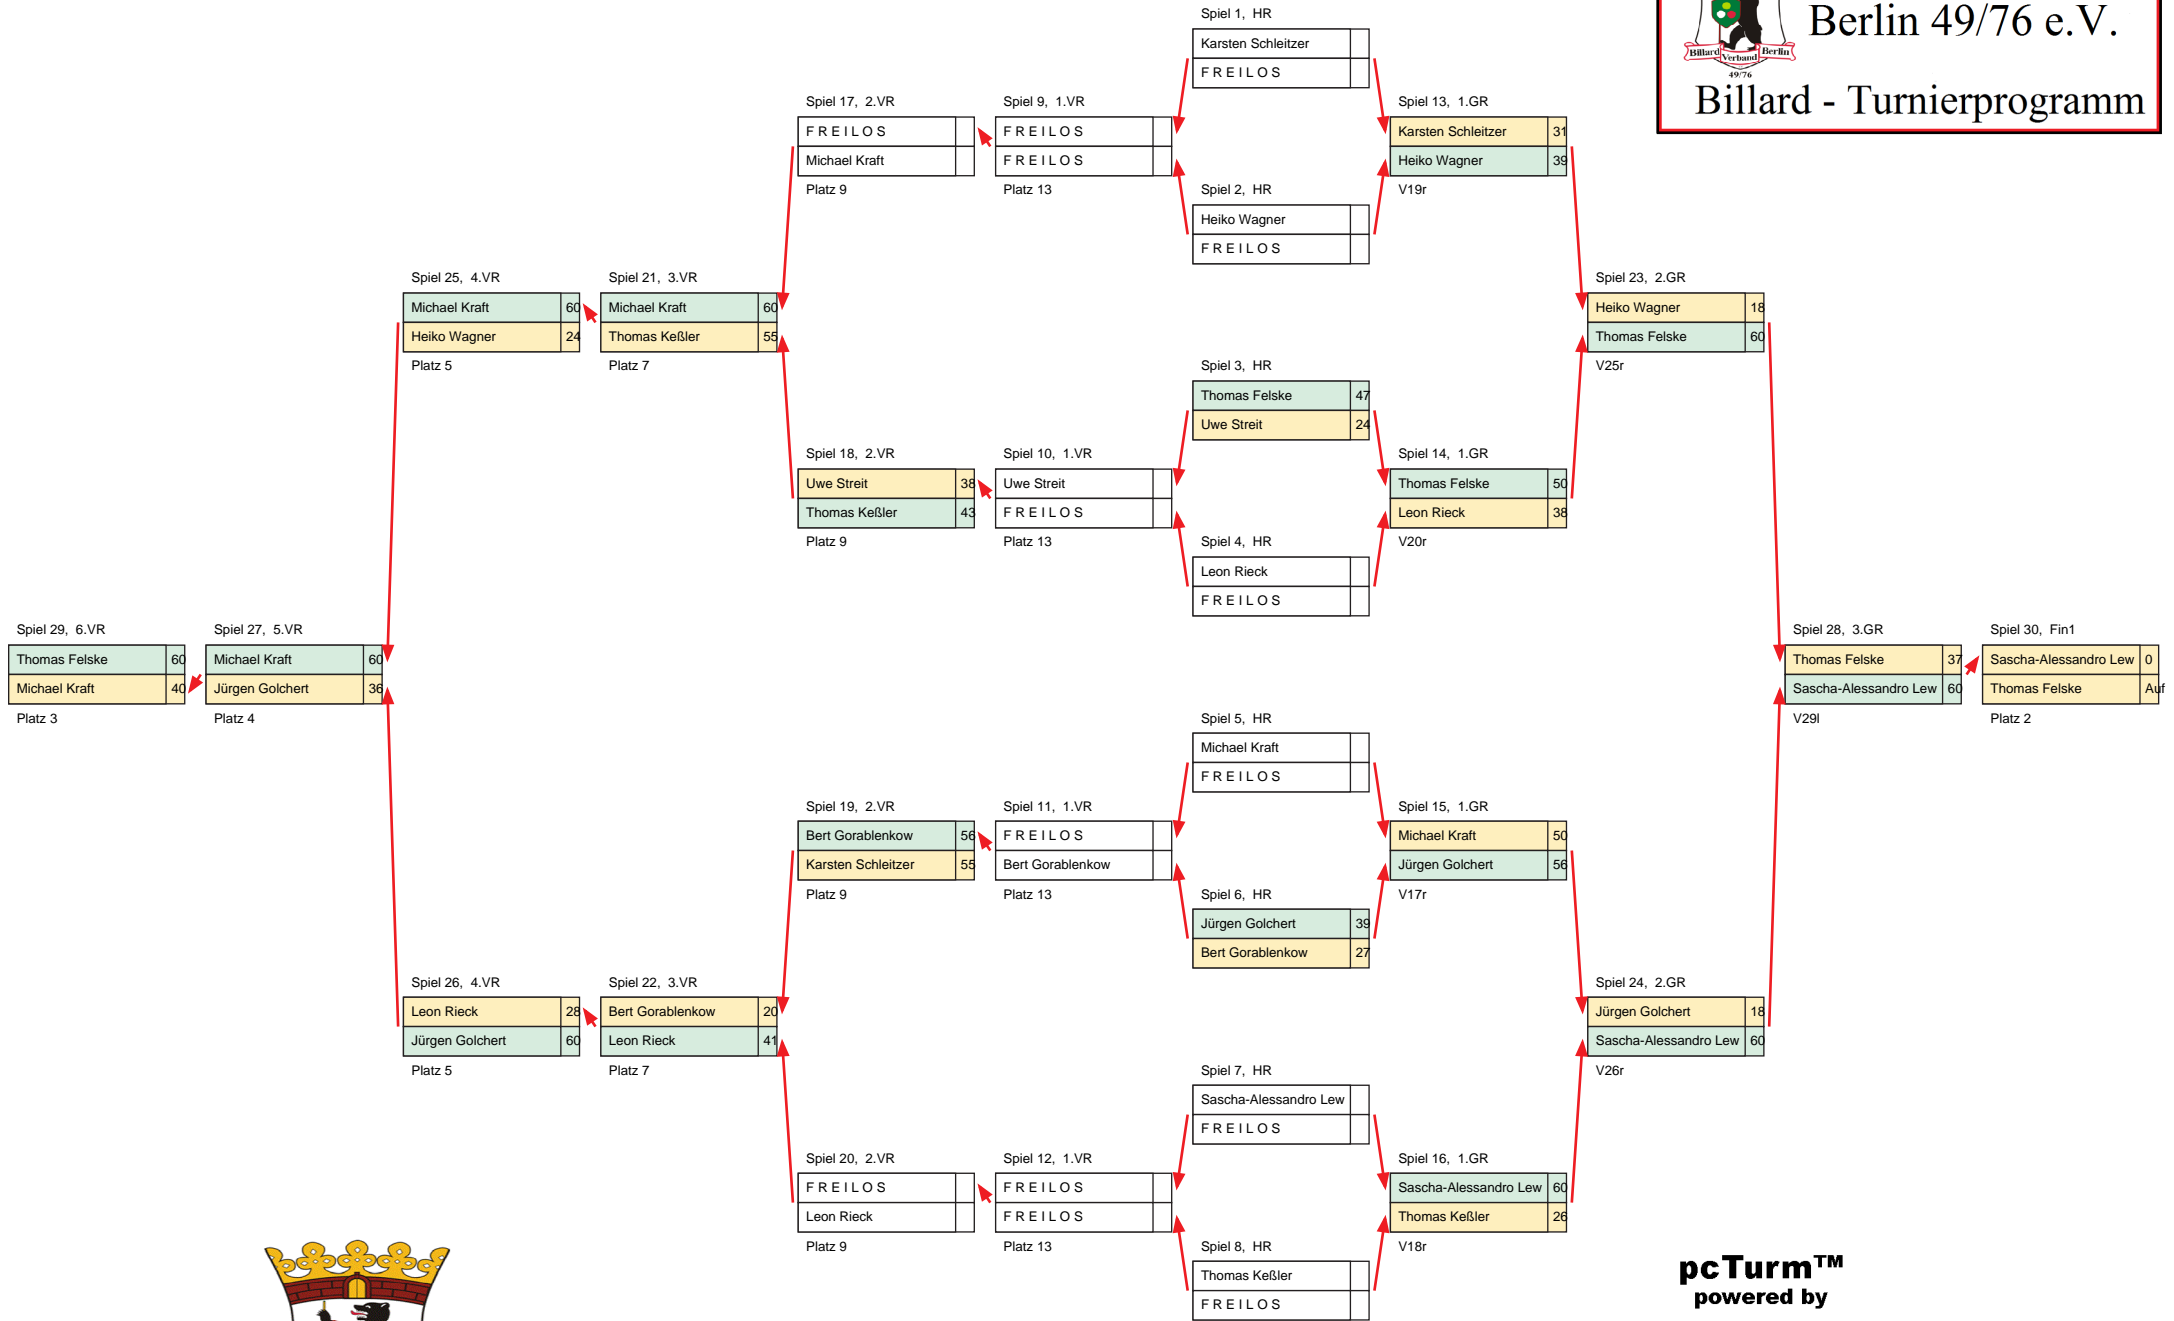 Berlin 49/76 e.V.
Billard Verband Berlin
49/76
Billard - Turnierprogramm
Spiel 29, 6.VR
Thomas Felske 60
Michael Kraft 40
Platz 3
Spiel 27, 5.VR
Michael Kraft 60
Jürgen Golchert 36
Platz 4
Spiel 25, 4.VR
Michael Kraft 60
Heiko Wagner 24
Platz 5
Spiel 26, 4.VR
Leon Rieck 28
Jürgen Golchert 60
Platz 5
Spiel 21, 3.VR
Michael Kraft 60
Thomas Keßler 55
Platz 7
Spiel 22, 3.VR
Bert Gorablenkow 20
Leon Rieck 41
Platz 7
Spiel 17, 2.VR
F R E I L O S
Michael Kraft
Platz 9
Spiel 18, 2.VR
Uwe Streit 38
Thomas Keßler 43
Platz 9
Spiel 19, 2.VR
Bert Gorablenkow 56
Karsten Schleitzer 55
Platz 9
Spiel 20, 2.VR
F R E I L O S
Leon Rieck
Platz 9
Spiel 9, 1.VR
F R E I L O S
F R E I L O S
Platz 13
Spiel 10, 1.VR
Uwe Streit
F R E I L O S
Platz 13
Spiel 11, 1.VR
F R E I L O S
Bert Gorablenkow
Platz 13
Spiel 12, 1.VR
F R E I L O S
F R E I L O S
Platz 13
Spiel 1, HR
Karsten Schleitzer
F R E I L O S
Spiel 2, HR
Heiko Wagner
F R E I L O S
Spiel 3, HR
Thomas Felske 47
Uwe Streit 24
Spiel 4, HR
Leon Rieck
F R E I L O S
Spiel 5, HR
Michael Kraft
F R E I L O S
Spiel 6, HR
Jürgen Golchert 39
Bert Gorablenkow 27
Spiel 7, HR
Sascha-Alessandro Lew
F R E I L O S
Spiel 8, HR
Thomas Keßler
F R E I L O S
Spiel 13, 1.GR
Karsten Schleitzer 31
Heiko Wagner 39
V19r
Spiel 14, 1.GR
Thomas Felske 50
Leon Rieck 38
V20r
Spiel 15, 1.GR
Michael Kraft 50
Jürgen Golchert 56
V17r
Spiel 16, 1.GR
Sascha-Alessandro Lew 60
Thomas Keßler 26
V18r
Spiel 23, 2.GR
Heiko Wagner 18
Thomas Felske 60
V25r
Spiel 24, 2.GR
Jürgen Golchert 18
Sascha-Alessandro Lew 60
V26r
Spiel 28, 3.GR
Thomas Felske 37
Sascha-Alessandro Lew 60
V29l
Spiel 30, Fin1
Sascha-Alessandro Lew 0
Thomas Felske Auf
Platz 2
pcTurm™
powered by